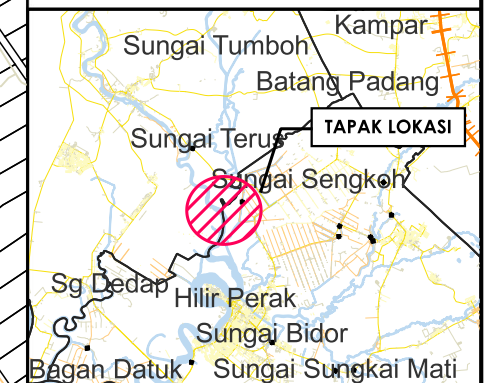 Kampar
Sungai Tumboh
Batang Padang
TAPAK LOKASI
Sungai Terus
Sungai Sengkoh
Sg Dedap
Hilir Perak
Sungai Bidor
Bagan Datuk
Sungai Sungkai Mati